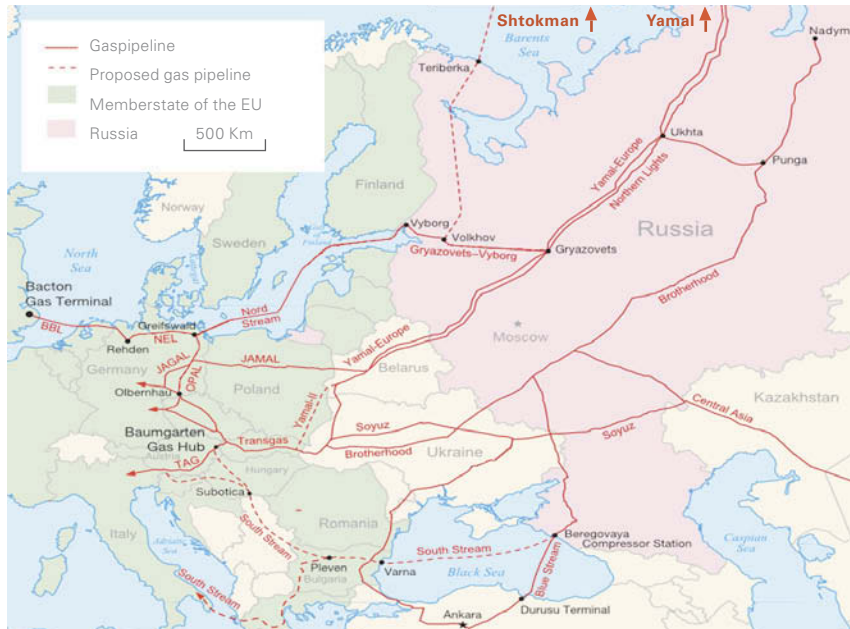 Shtokman
Yamal
Gaspipeline
Proposed gas pipeline
Memberstate of the EU
Russia
500 Km
Barents
Sea
Nadym
Teriberka
Ukhta
Punga
Yamal-Europe
Northern Lights
Russia
Finland
Norway
Sweden
Vyborg
Volkhov
Gryazovets–Vyborg
Gryazovets
North
Sea
Bacton
Gas Terminal
BBL
Greifswald
NEL
Rehden
Nord
Stream
Brotherhood
Moscow
Yamal-Europe
Belarus
JAGAL
JAMAL
Germany
OPAL
Poland
Olbernhau
Yamal-II
Kazakhstan
Central Asia
Baumgarten
Gas Hub
Transgas
Soyuz
Soyuz
Brotherhood
Ukraine
Austria
TAG
Hungary
Subotica
Romania
South Stream
Italy
Adriatic
Sea
Pleven
Bulgaria
Varna
South Stream
Black Sea
Beregovaya
Compressor Station
Blue Stream
Caspian
Sea
South Stream
Ankara
Durusu Terminal